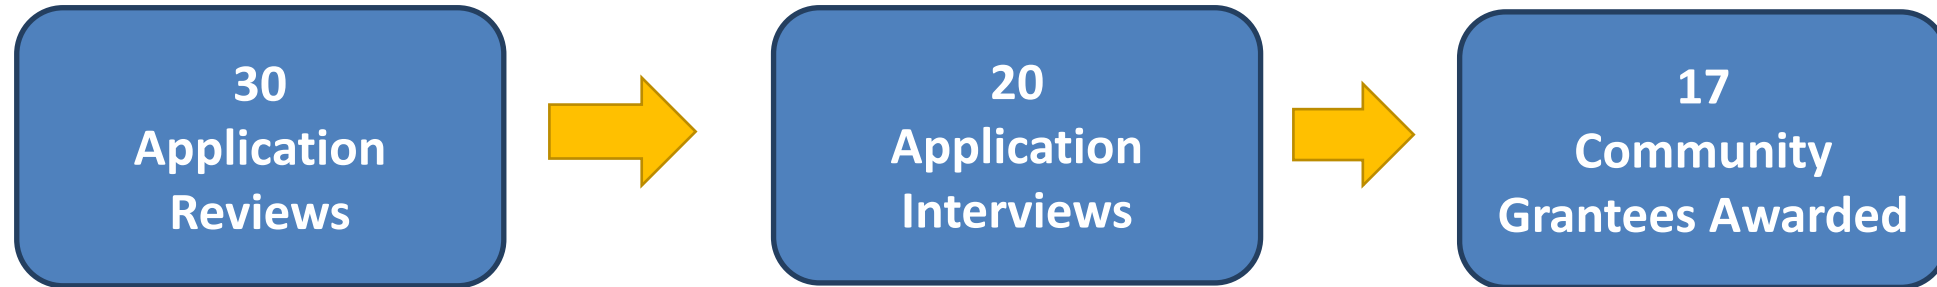 30
Application
Reviews
20
Application
Interviews
17
Community
Grantees Awarded